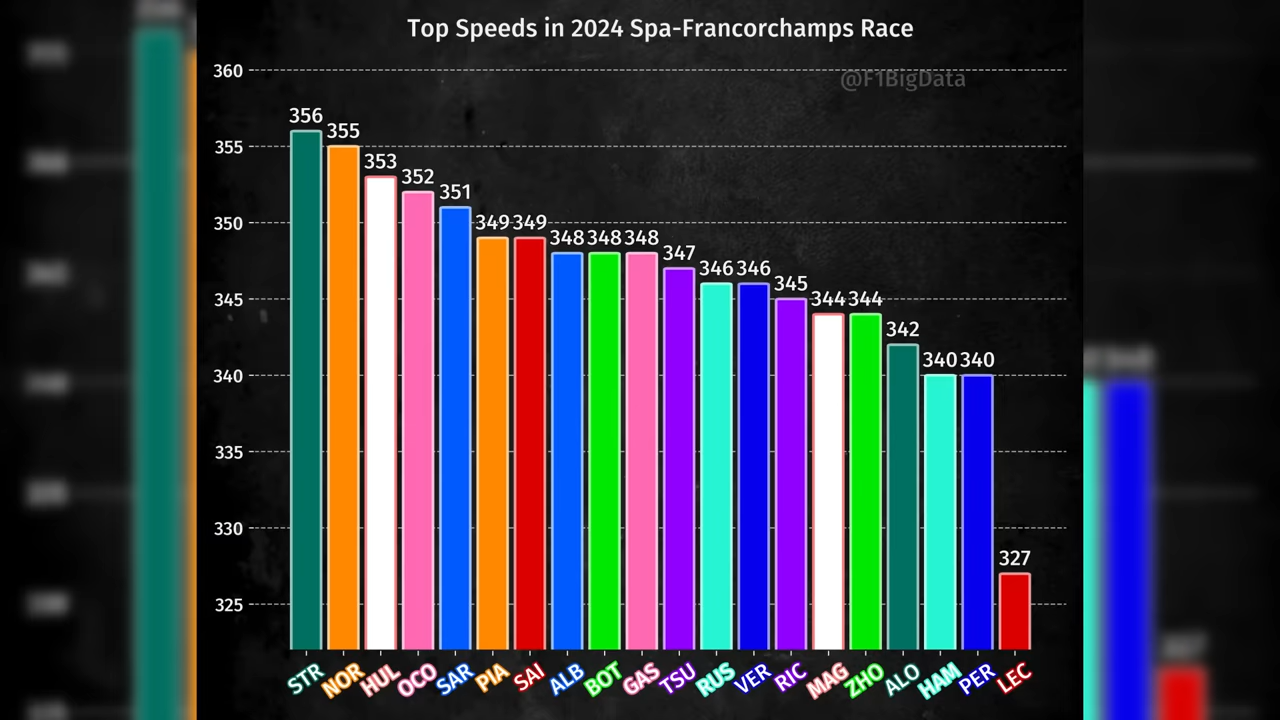 Top Speeds in 2024 Spa-Francorchamps Race
@F1BigData
360
355
350
345
340
335
330
325
356 355 353 352 351 349 349 348 348 348 347 346 346 345 344 344 342 340 340 327
STR NOR HUL OCO SAR PIA SAI ALB BOT GAS TSU RUS VER RIC MAG ZHO ALO HAM PER LEC